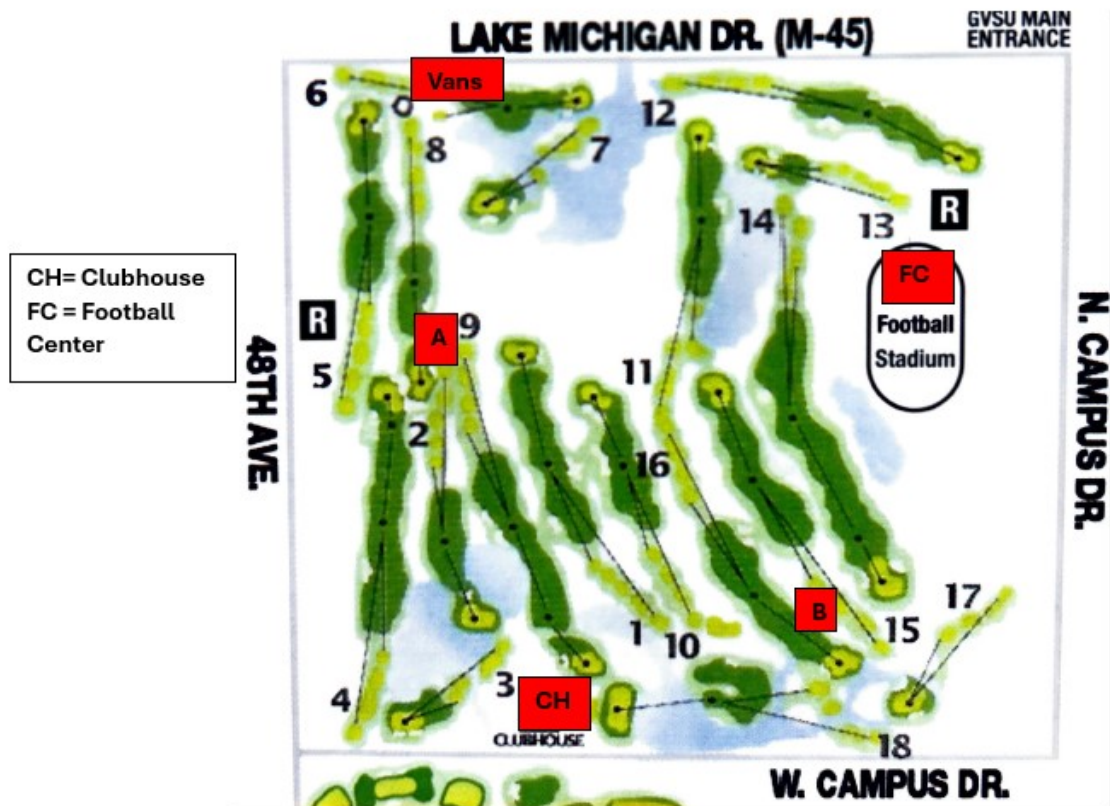 LAKE MICHIGAN DR. (M-45)
GVSU MAIN
ENTRANCE
6
Vans
8
7
12
14
13
R
FC
Football
Stadium
CH= Clubhouse
FC = Football
Center
R
5
48TH AVE.
A
9
2
11
16
N. CAMPUS DR.
1
10
B
15
17
4
3
CH
CLUBHOUSE
18
W. CAMPUS DR.